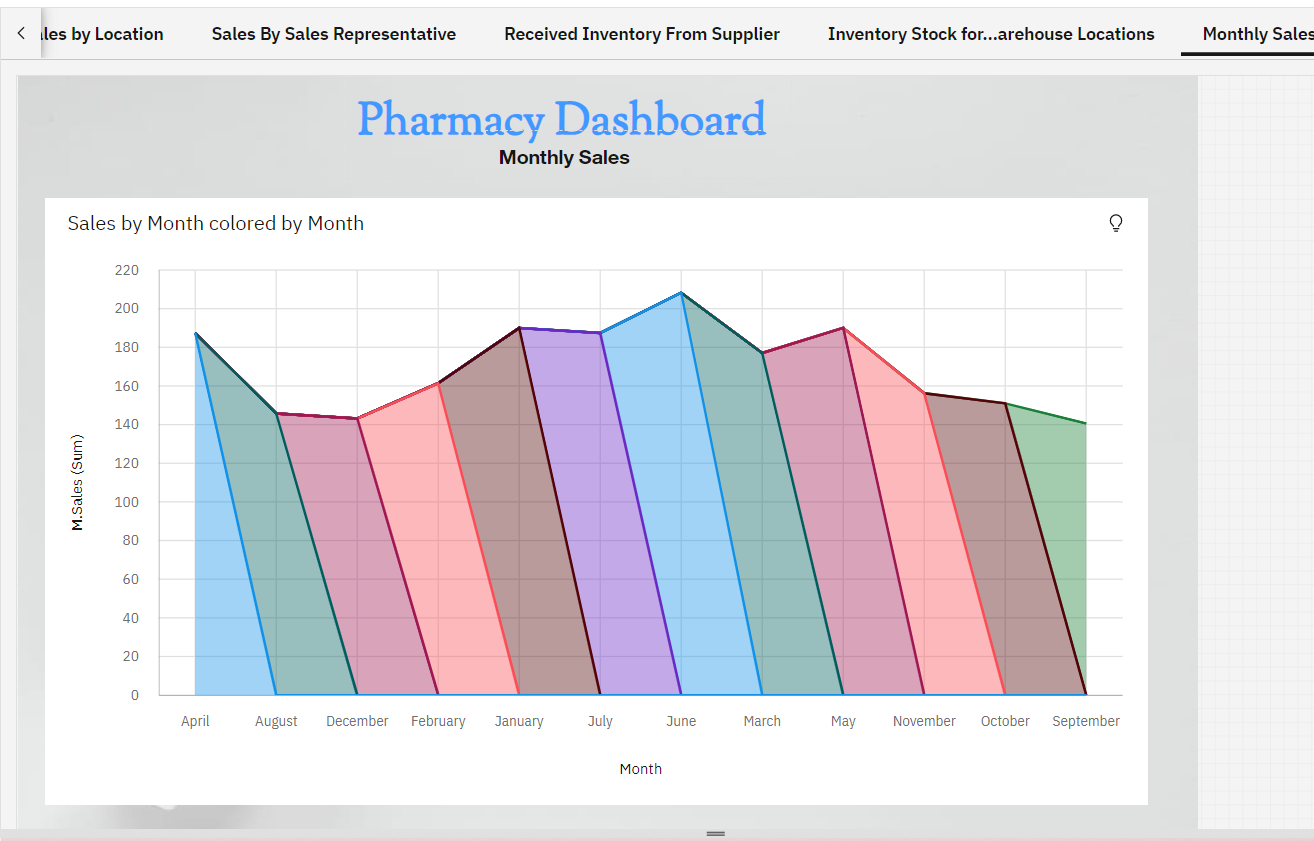 les by Location Sales By Sales Representative Received Inventory From Supplier Inventory Stock for...arehouse Locations Monthly Sales
Pharmacy Dashboard
Monthly Sales
Sales by Month colored by Month
220
200
180
160
140
120
100
80
60
40
20
0
M.Sales (Sum)
April August December February January July June March May November October September
Month